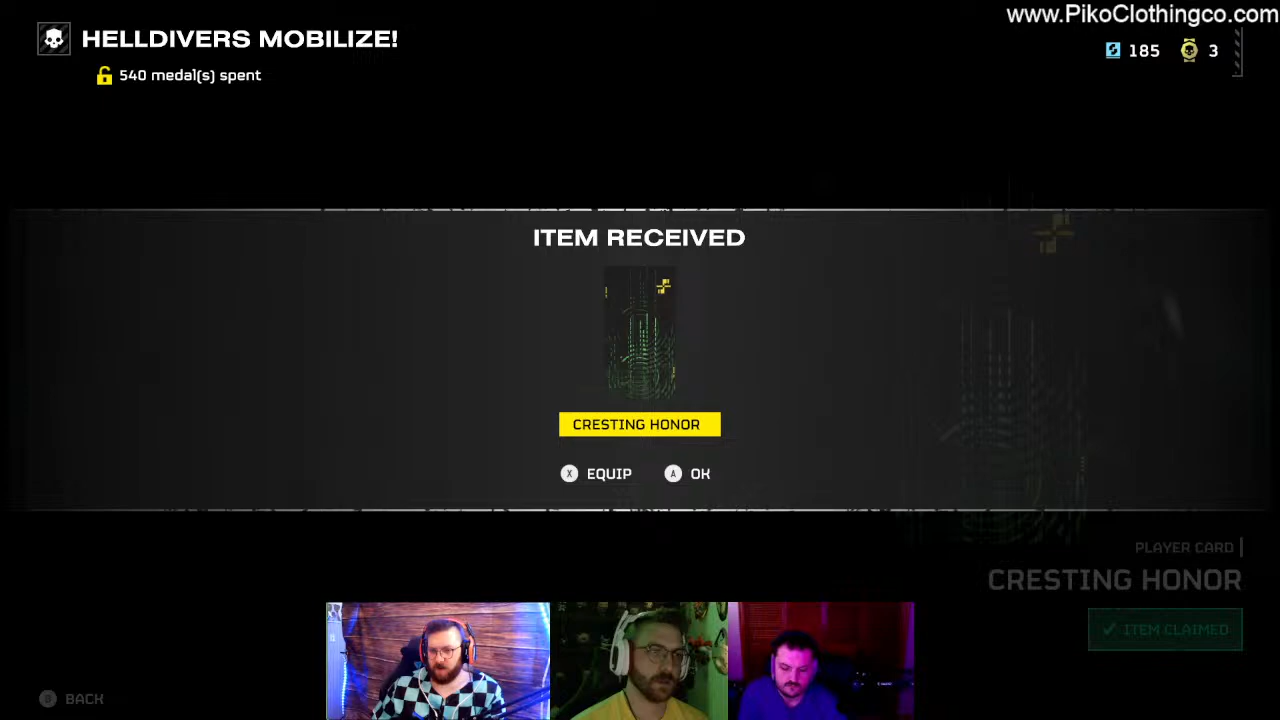 www.PikoClothingco.com
HELLDIVERS MOBILIZE!
540 medal(s) spent
185
3
ITEM RECEIVED
CRESTING HONOR
X EQUIP
A OK
PLAYER CARD
CRESTING HONOR
ITEM CLAIMED
B BACK